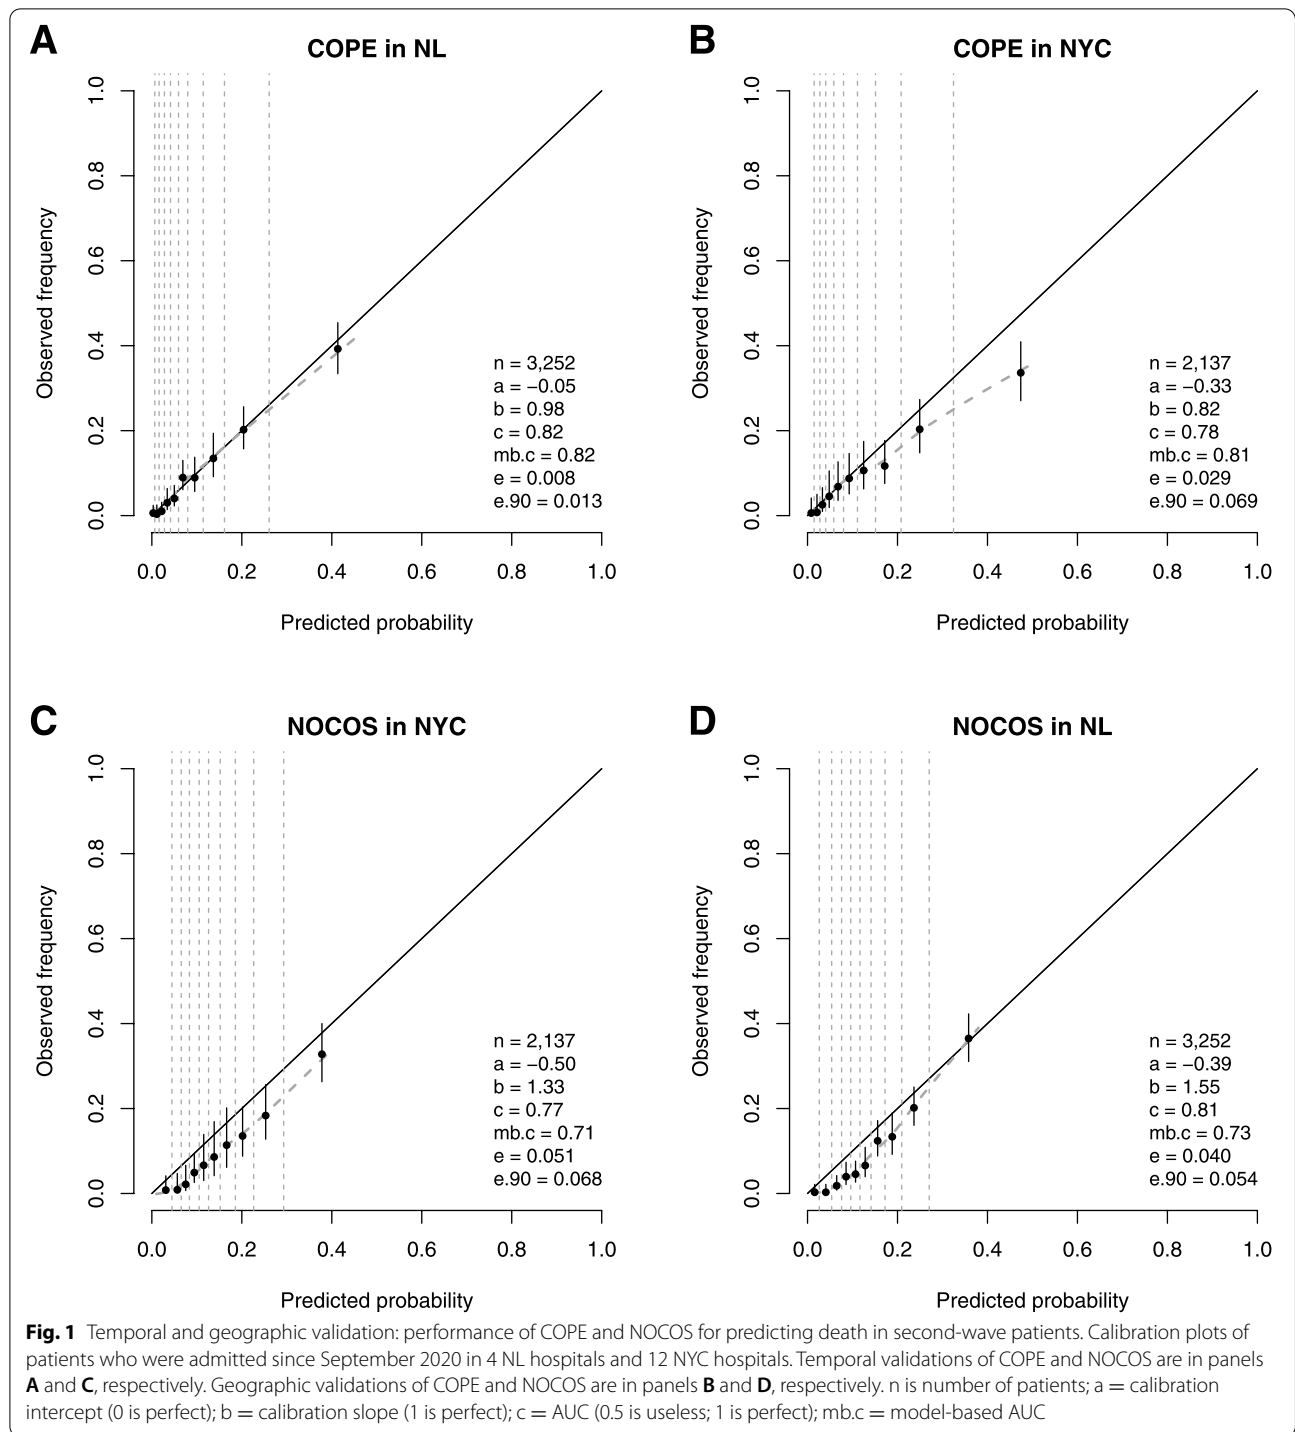 A
COPE in NL
1.0
0.8
0.6
0.4
0.2
0.0
Observed frequency
n = 3,252
a = −0.05
b = 0.98
c = 0.82
mb.c = 0.82
e = 0.008
e.90 = 0.013
0.0 0.2 0.4 0.6 0.8 1.0
Predicted probability
B
COPE in NYC
1.0
0.8
0.6
0.4
0.2
0.0
Observed frequency
n = 2,137
a = −0.33
b = 0.82
c = 0.78
mb.c = 0.81
e = 0.029
e.90 = 0.069
0.0 0.2 0.4 0.6 0.8 1.0
Predicted probability
C
NOCOS in NYC
1.0
0.8
0.6
0.4
0.2
0.0
Observed frequency
n = 2,137
a = −0.50
b = 1.33
c = 0.77
mb.c = 0.71
e = 0.051
e.90 = 0.068
0.0 0.2 0.4 0.6 0.8 1.0
Predicted probability
D
NOCOS in NL
1.0
0.8
0.6
0.4
0.2
0.0
Observed frequency
n = 3,252
a = −0.39
b = 1.55
c = 0.81
mb.c = 0.73
e = 0.040
e.90 = 0.054
0.0 0.2 0.4 0.6 0.8 1.0
Predicted probability
Fig. 1 Temporal and geographic validation: performance of COPE and NOCOS for predicting death in second-wave patients. Calibration plots of
patients who were admitted since September 2020 in 4 NL hospitals and 12 NYC hospitals. Temporal validations of COPE and NOCOS are in panels
A and C, respectively. Geographic validations of COPE and NOCOS are in panels B and D, respectively. n is number of patients; a = calibration
intercept (0 is perfect); b = calibration slope (1 is perfect); c = AUC (0.5 is useless; 1 is perfect); mb.c = model-based AUC